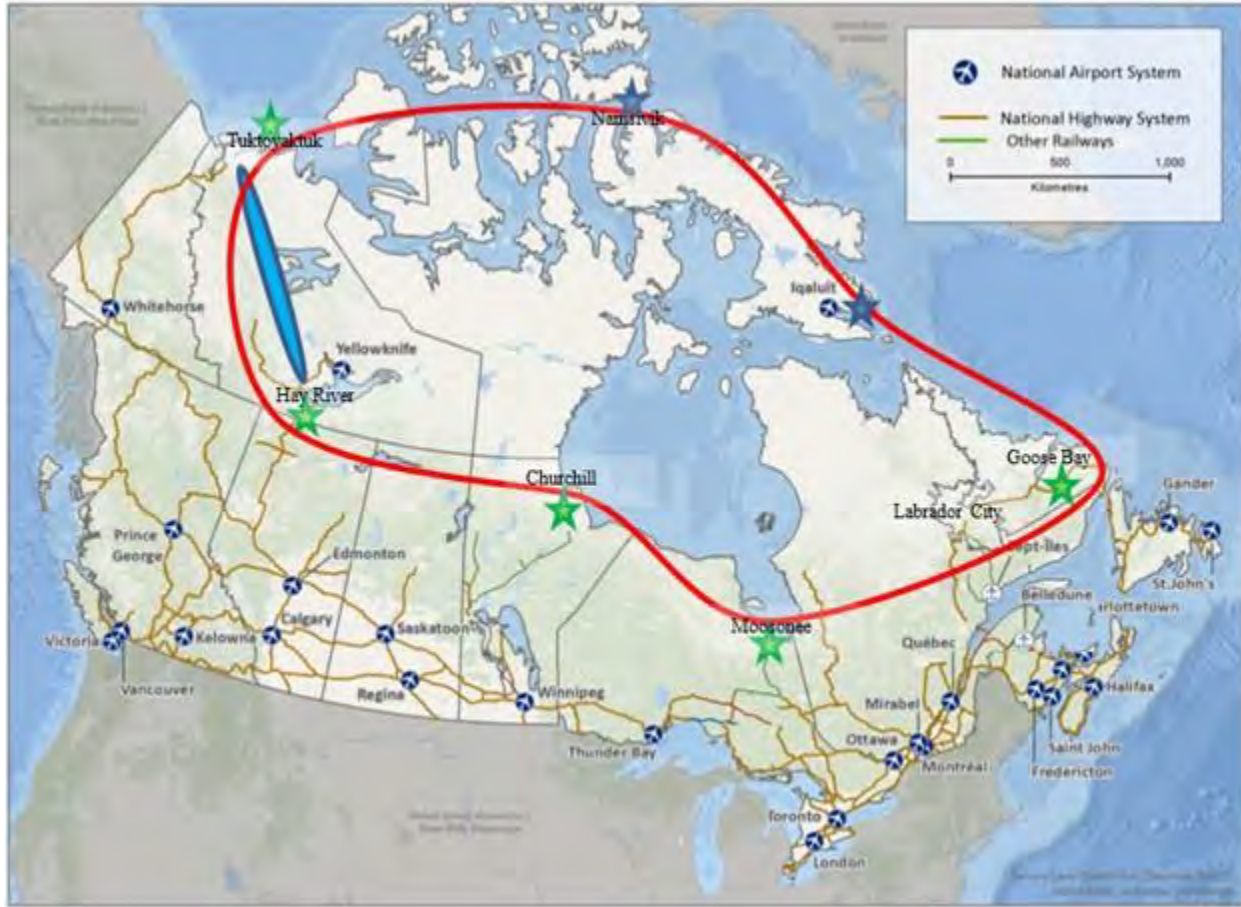 National Airport System
National Highway System
Other Railways
0
500
1,000
Kilometres
Tuktoyaktuk
Nanisivik
Iqaluit
Whitehorse
Yellowknife
Hay River
Churchill
Goose Bay
Labrador City
Gander
St.John's
Sept-Iles
Belledune
arlottetown
Prince
George
Edmonton
Moosonee
Québec
Victoria
Kelowna
Calgary
Saskatoon
Vancouver
Regina
Winnipeg
Mirabel
Halifax
Thunder Bay
Ottawa
Montréal
Saint John
Fredericton
Toronto
London